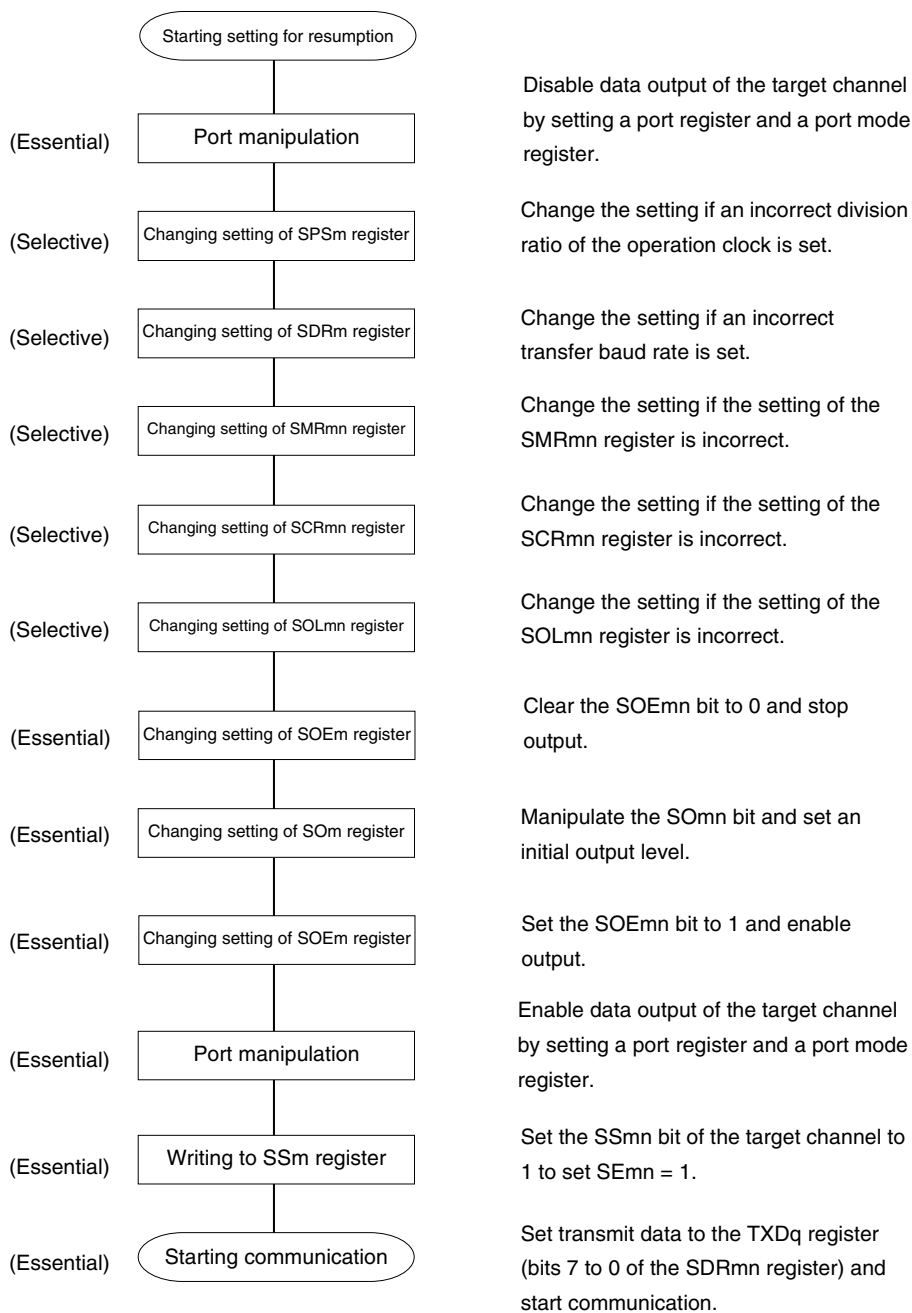 Starting setting for resumption
(Essential)
Port manipulation
Disable data output of the target channel
by setting a port register and a port mode
register.
(Selective)
Changing setting of SPSm register
Change the setting if an incorrect division
ratio of the operation clock is set.
(Selective)
Changing setting of SDRm register
Change the setting if an incorrect
transfer baud rate is set.
(Selective)
Changing setting of SMRmn register
Change the setting if the setting of the
SMRmn register is incorrect.
(Selective)
Changing setting of SCRmn register
Change the setting if the setting of the
SCRmn register is incorrect.
(Selective)
Changing setting of SOLmn register
Change the setting if the setting of the
SOLmn register is incorrect.
(Essential)
Changing setting of SOEm register
Clear the SOEmn bit to 0 and stop
output.
(Essential)
Changing setting of SOm register
Manipulate the SOmn bit and set an
initial output level.
(Essential)
Changing setting of SOEm register
Set the SOEmn bit to 1 and enable
output.
(Essential)
Port manipulation
Enable data output of the target channel
by setting a port register and a port mode
register.
(Essential)
Writing to SSm register
Set the SSmn bit of the target channel to
1 to set SEmn = 1.
(Essential)
Starting communication
Set transmit data to the TXDq register
(bits 7 to 0 of the SDRmn register) and
start communication.